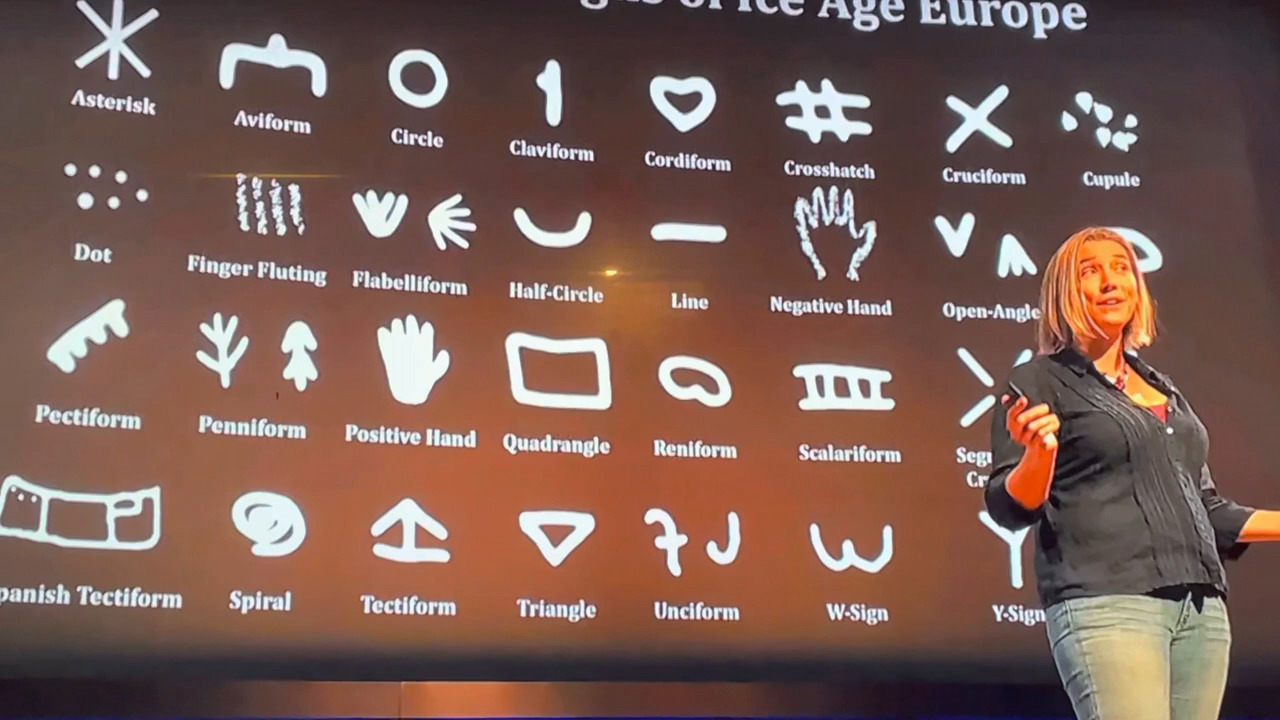 of Ice Age Europe
Asterisk
Aviform
Circle
Claviform
Cordiform
Crosshatch
Cruciform
Cupule
Dot
Finger Fluting
Flabelliform
Half-Circle
Line
Negative Hand
Open-Angle
Pectiform
Penniform
Positive Hand
Quadrangle
Reniform
Scalariform
Tectiform
Spiral
Tectiform
Triangle
Unciform
W-Sign
Y-Sign